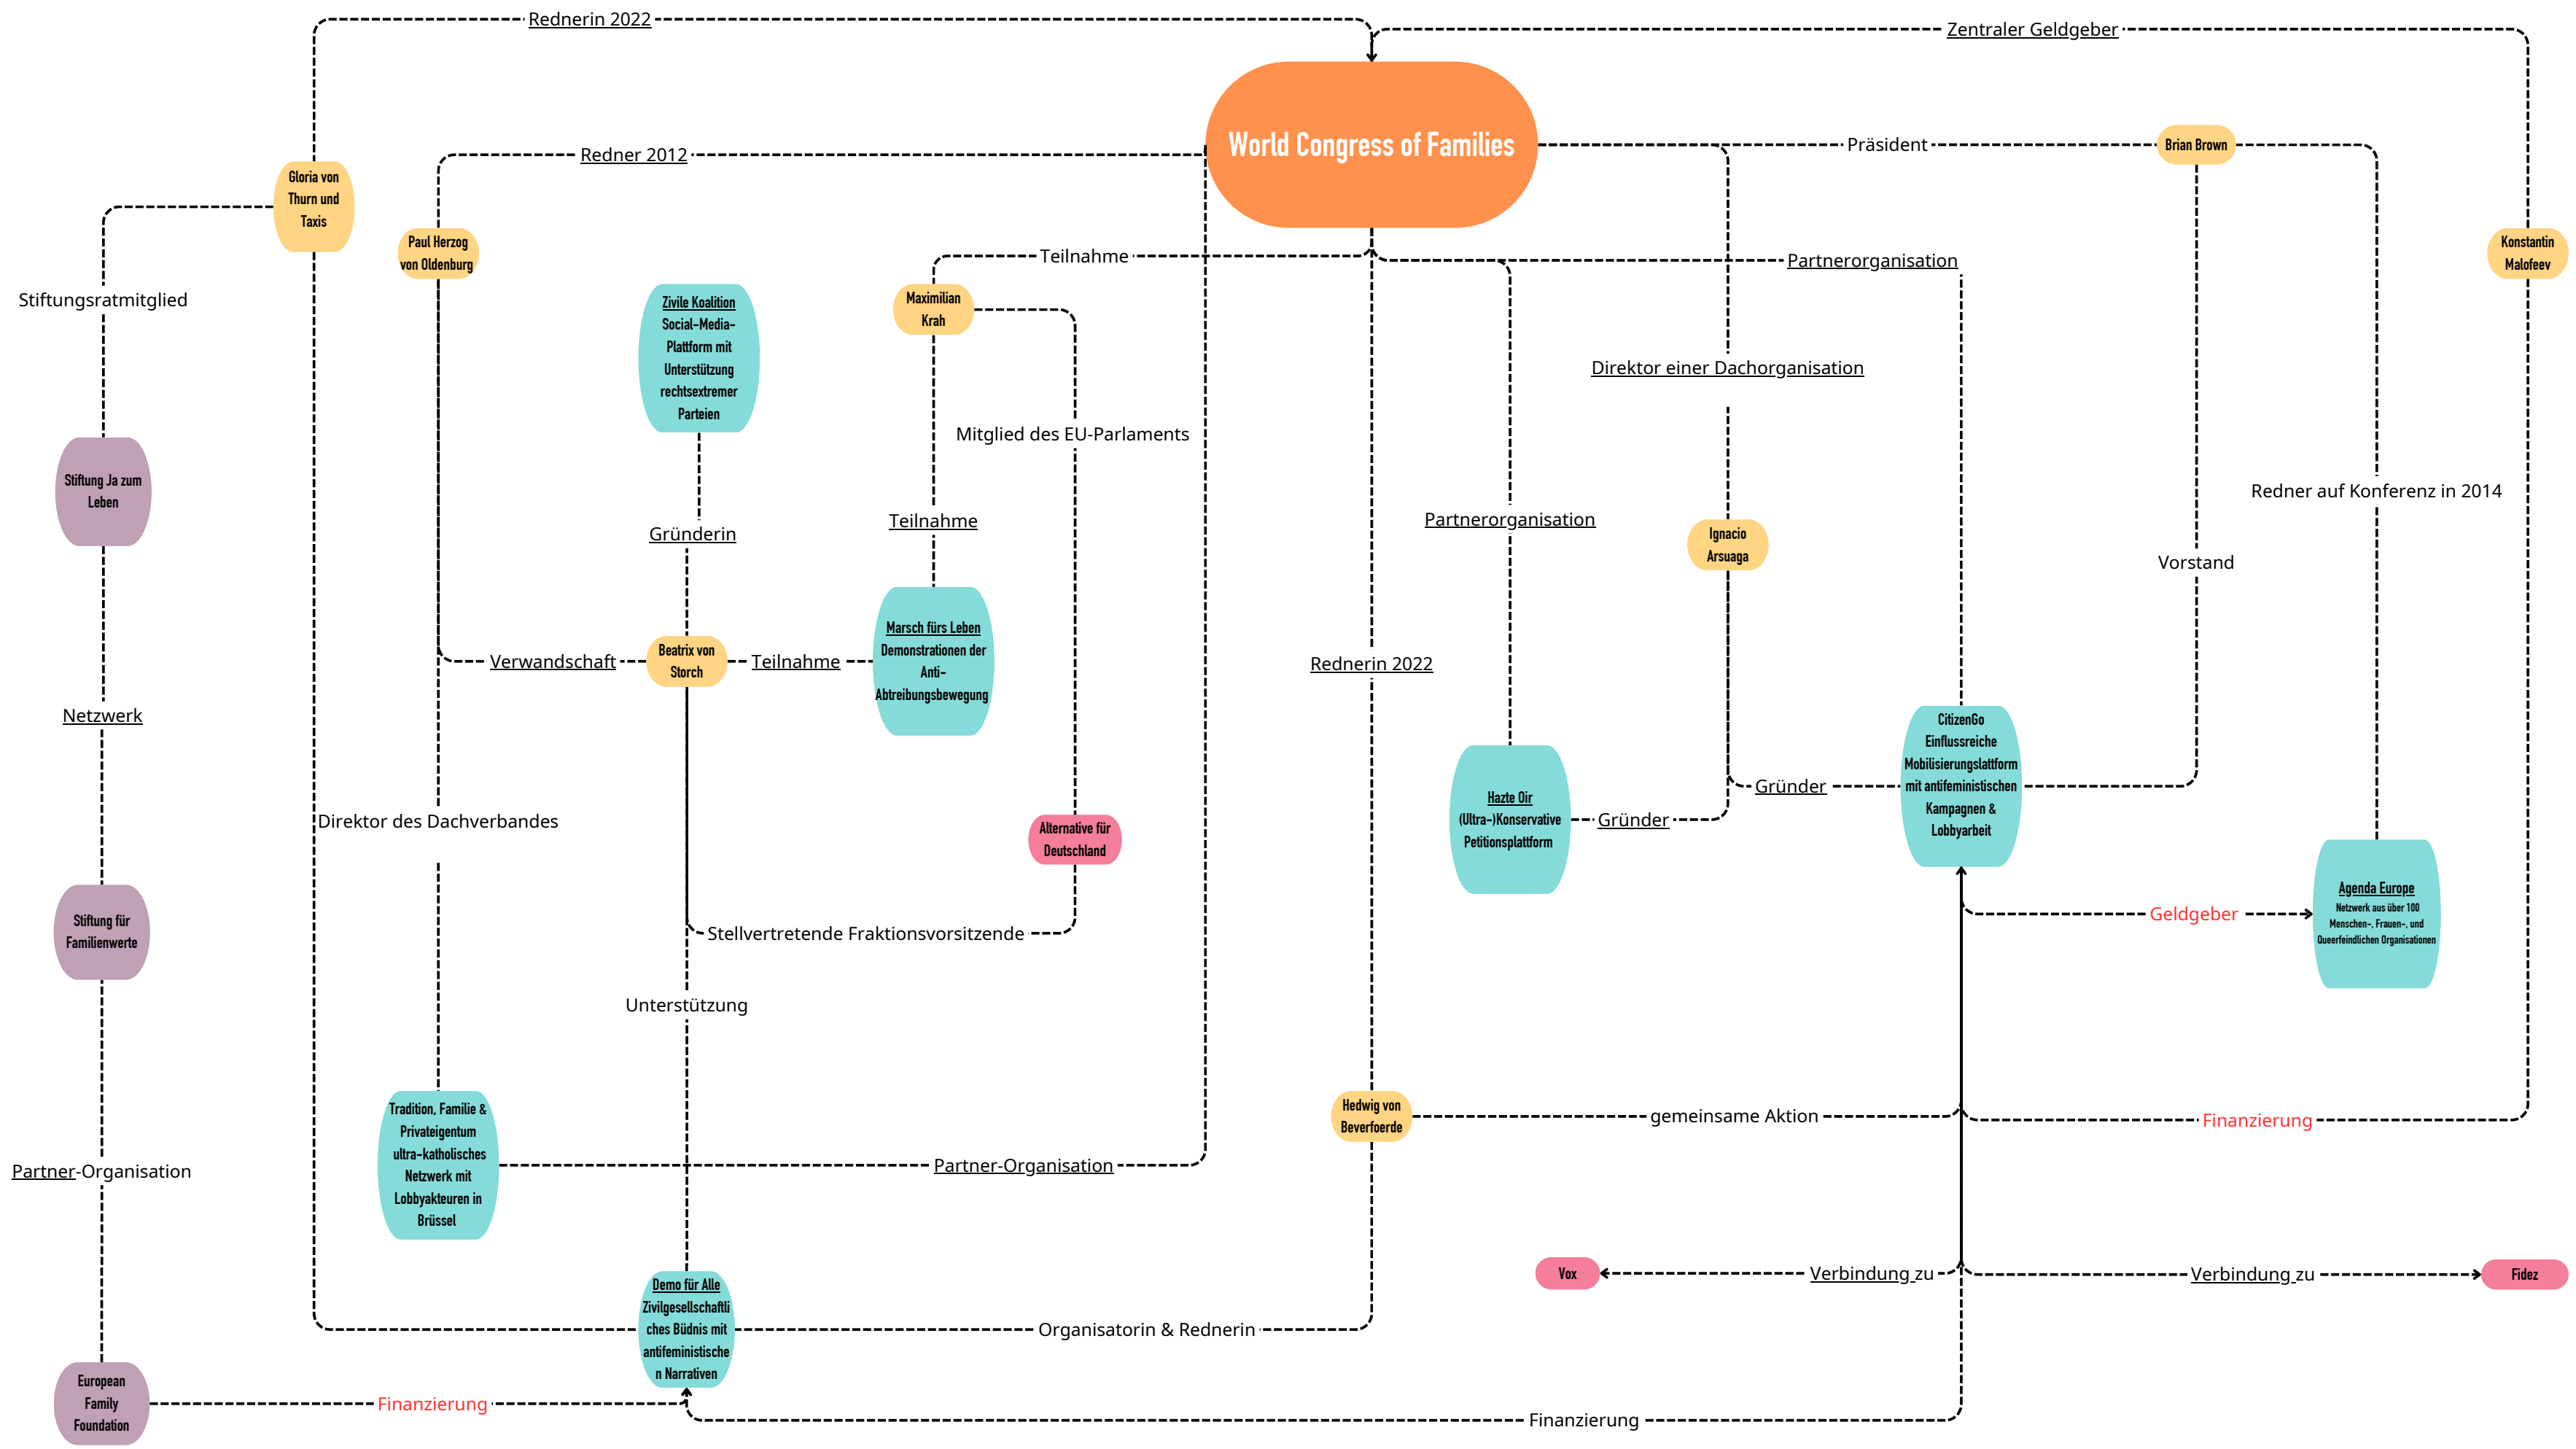 Rednerin 2022
Zentraler Geldgeber
World Congress of Families
Präsident
Brian Brown
Redner 2012
Gloria von
Thurn und
Taxis
Paul Herzog
von Oldenburg
Teilnahme
Partnerorganisation
Konstantin
Malofeev
Stiftungsratmitglied
Zivile Koalition
Social-Media-
Plattform mit
Unterstützung
rechtsextremer
Parteien
Maximilian
Krah
Direktor einer Dachorganisation
Mitglied des EU-Parlaments
Stiftung Ja zum
Leben
Redner auf Konferenz in 2014
Gründerin
Teilnahme
Partnerorganisation
Ignacio
Arsuaga
Vorstand
Verwandschaft
Beatrix von
Storch
Teilnahme
Marsch fürs Leben
Demonstrationen der
Anti-
Abtreibungsbewegung
Rednerin 2022
Netzwerk
CitizenGo
Einflussreiche
Mobilisierungslattform
mit antifeministischen
Kampagnen &
Lobbyarbeit
Gründer
Hazte Oir
(Ultra-)Konservative
Petitionsplattform
Gründer
Direktor des Dachverbandes
Alternative für
Deutschland
Agenda Europe
Netzwerk aus über 100
Menschen-, Frauen-, und
Queerfeindlichen Organisationen
Geldgeber
Stiftung für
Familienwerte
Stellvertretende Fraktionsvorsitzende
Unterstützung
Tradition, Familie &
Privateigentum
ultra-katholisches
Netzwerk mit
Lobbyakteuren in
Brüssel
Hedwig von
Beverfoerde
gemeinsame Aktion
Finanzierung
Partner-Organisation
Partner-Organisation
Vox
Verbindung zu
Verbindung zu
Fidez
Demo für Alle
Zivilgesellschaftli
ches Büdnis mit
antifeministische
n Narrativen
Organisatorin & Rednerin
European
Family
Foundation
Finanzierung
Finanzierung